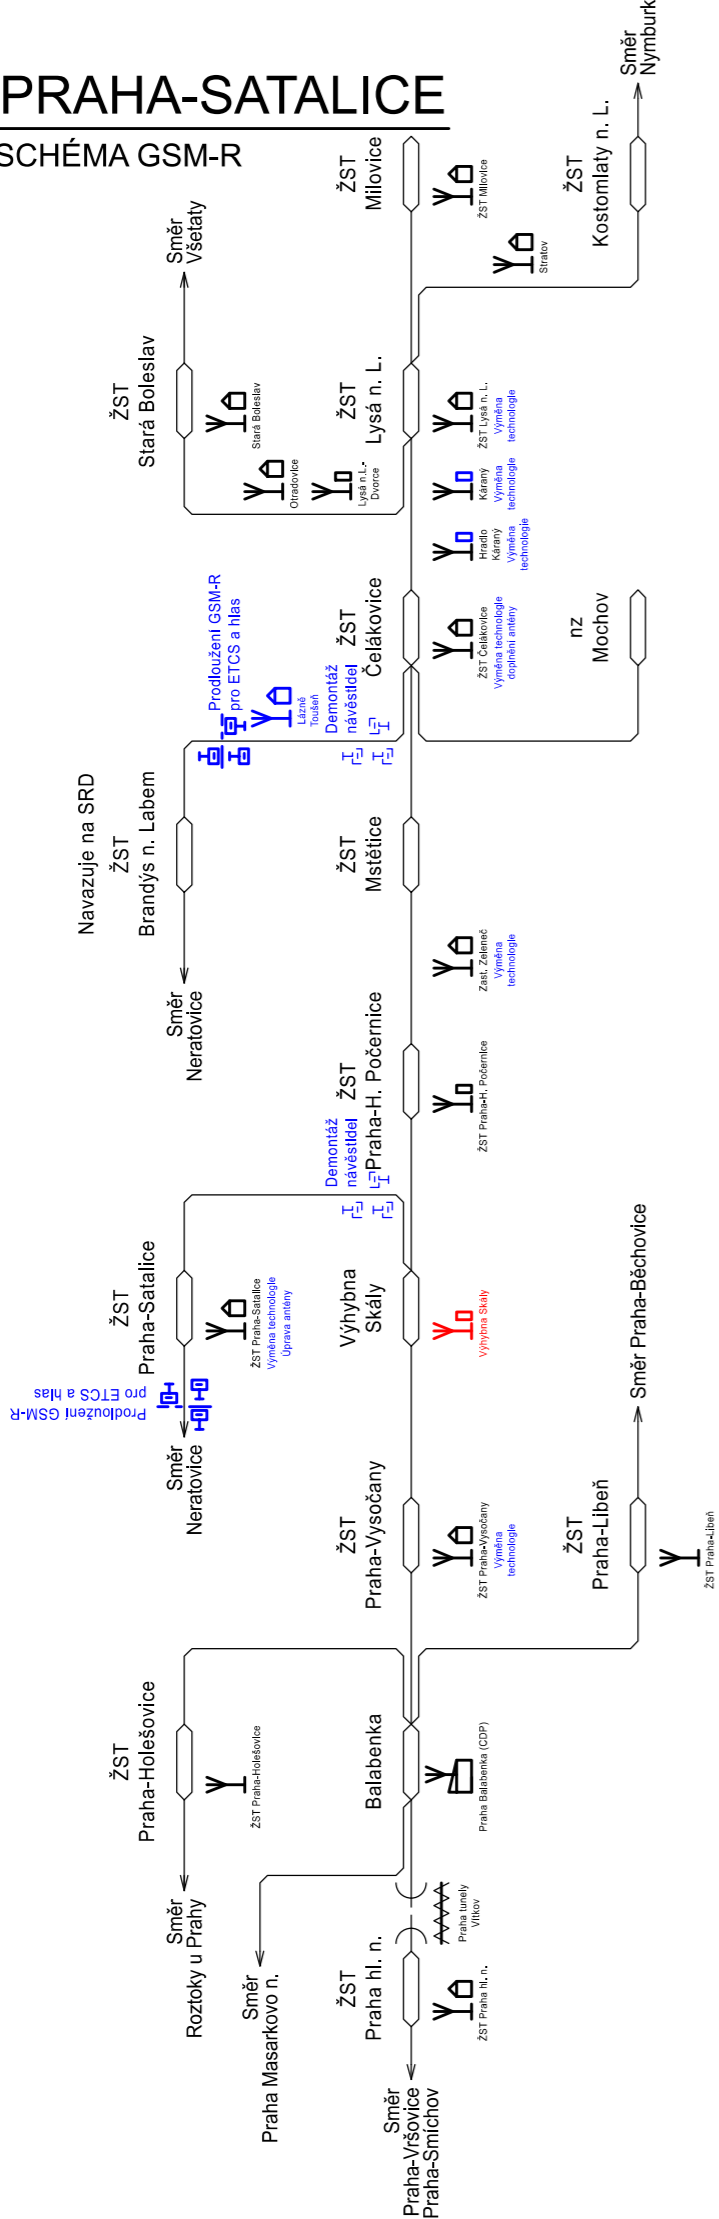 PRAHA-SATALICE
SCHÉMA GSM-R
Směr
Nymburk
ŽST
Kostomlaty n. L.
ŽST
Milovice
ŽST Milovice
Stratov
Směr
Všetaty
ŽST
Stará Boleslav
Stará Boleslav
Otradovice
Lysá n.L.-
Dvorce
ŽST
Lysá n. L.
ŽST Lysá n. L.
Výměna
technologie
Káraný
Výměna
technologie
Hradlo
Káraný
Výměna
technologie
ŽST
Čelákovice
ŽST Čelákovice
Výměna technologie
doplnění antény
nz
Mochov
Prodloužení GSM-R
pro ETCS a hlas
Lázně
Toušeň
Demontáž
návěstidel
Navazuje na SRD
ŽST
Brandýs n. Labem
Směr
Neratovice
ŽST
Mstětice
Zast. Zeleneč
Výměna
technologie
ŽST
Praha-H. Počernice
ŽST Praha-H. Počernice
Demontáž
návěstidel
ŽST
Praha-Satalice
ŽST Praha-Satalice
Výměna technologie
Úprava antény
Prodloužení GSM-R
pro ETCS a hlas
Směr
Neratovice
Výhybna
Skály
Výhybna Skály
Směr Praha-Běchovice
ŽST
Praha-Vysočany
ŽST Praha-Vysočany
Výměna
technologie
ŽST
Praha-Libeň
ŽST Praha-Libeň
ŽST
Praha-Holešovice
ŽST Praha-Holešovice
Směr
Roztoky u Prahy
Balabenka
Praha Balabenka (CDP)
Směr
Praha Masarkovo n.
Praha tunely
Vítkov
ŽST
Praha hl. n.
ŽST Praha hl. n.
Směr
Praha-Vršovice
Praha-Smíchov